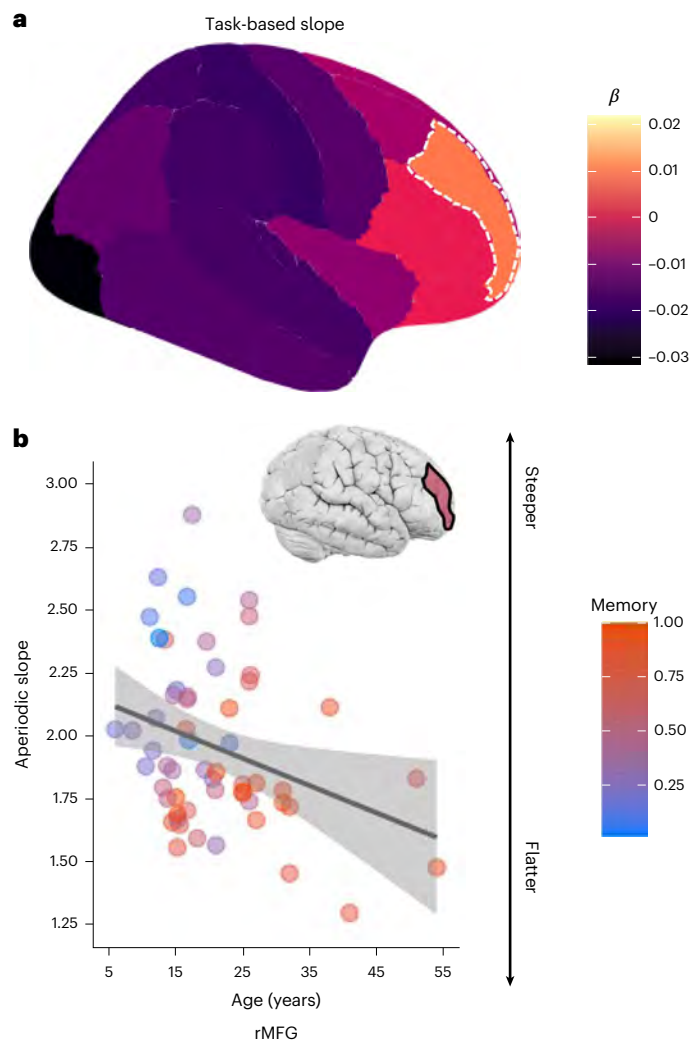 a
Task-based slope
β
0.02
0.01
0
−0.01
−0.02
−0.03
b
3.00
2.75
2.50
2.25
2.00
1.75
1.50
1.25
Aperiodic slope
5 15 25 35 45 55
Age (years)
rMFG
Steeper
Flatter
Memory
1.00
0.75
0.50
0.25